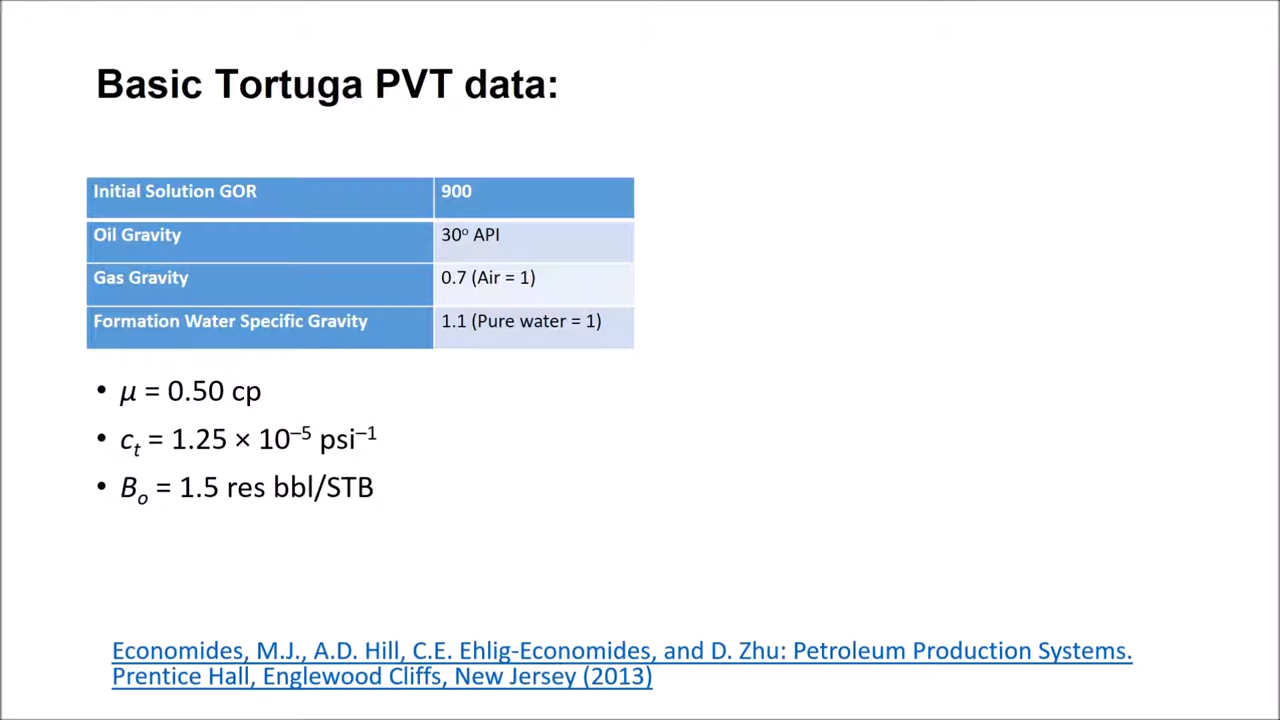 Basic Tortuga PVT data:
Initial Solution GOR 900
Oil Gravity 30° API
Gas Gravity 0.7 (Air = 1)
Formation Water Specific Gravity 1.1 (Pure water = 1)
• μ = 0.50 cp
• cₜ = 1.25 × 10⁻⁵ psi⁻¹
• Bₒ = 1.5 res bbl/STB
Economides, M.J., A.D. Hill, C.E. Ehlig-Economides, and D. Zhu: Petroleum Production Systems.
Prentice Hall, Englewood Cliffs, New Jersey (2013)